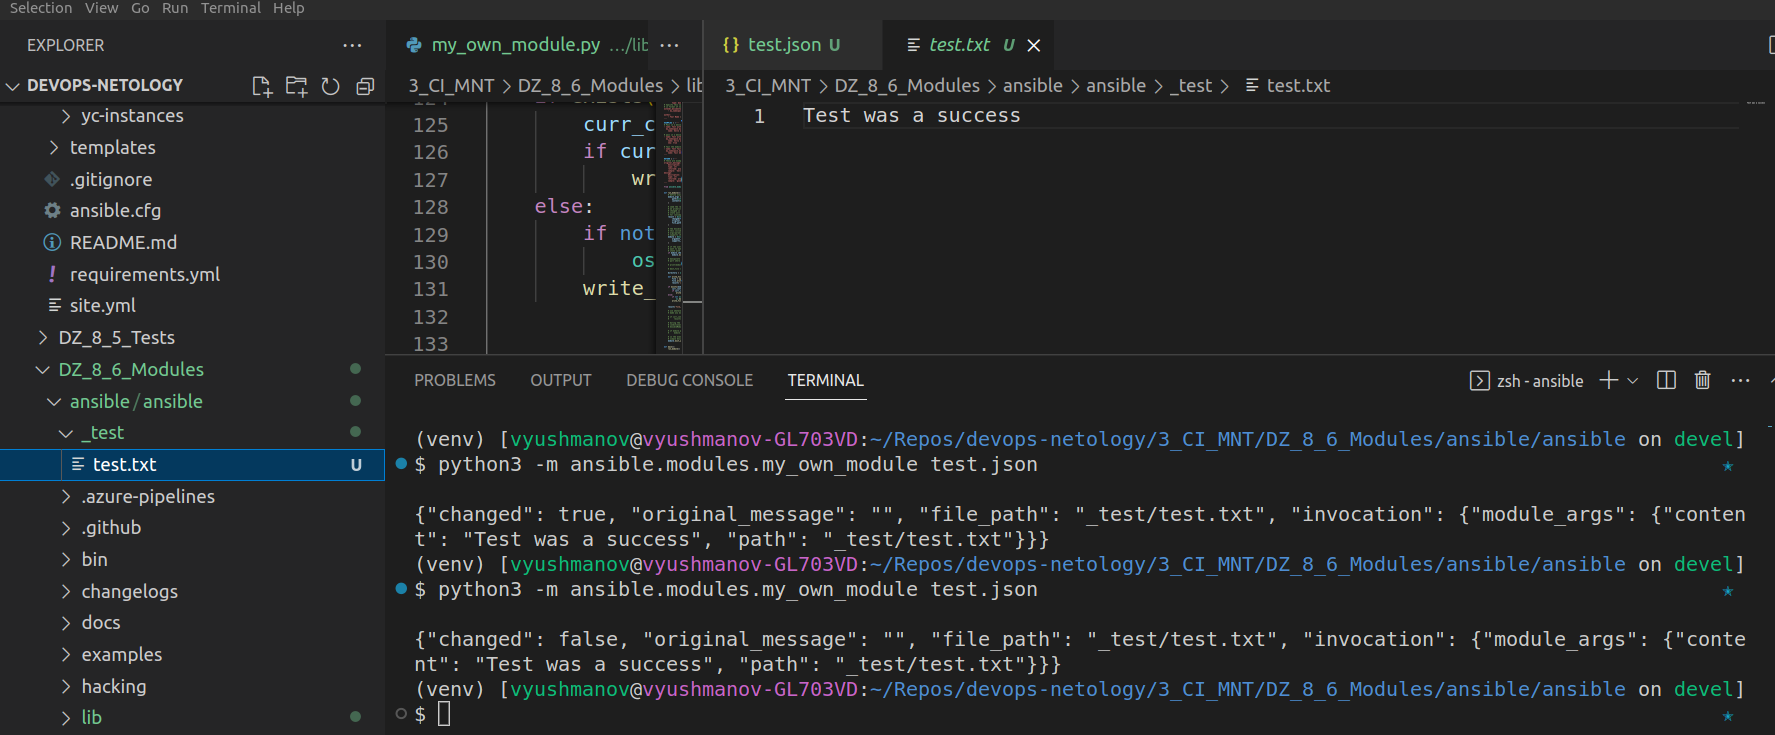 Selection View Go Run Terminal Help
EXPLORER ...
DEVOPS-NETOLOGY
yc-instances
templates
.gitignore
ansible.cfg
README.md
! requirements.yml
site.yml
DZ_8_5_Tests
DZ_8_6_Modules
ansible/ansible
_test
test.txt U
.azure-pipelines
.github
bin
changelogs
docs
examples
hacking
lib
my_own_module.py .../lib ...
3_CI_MNT > DZ_8_6_Modules > lib
125 curr_c
126 if cur
127 wr
128 else:
129 if not
130 os
131 write_
132
133
{} test.json U
test.txt U
3_CI_MNT > DZ_8_6_Modules > ansible > ansible > _test > test.txt
1 Test was a success
PROBLEMS OUTPUT DEBUG CONSOLE TERMINAL
zsh - ansible
(venv) [vyushmanov@vyushmanov-GL703VD:~/Repos/devops-netology/3_CI_MNT/DZ_8_6_Modules/ansible/ansible on devel]
$ python3 -m ansible.modules.my_own_module test.json
{"changed": true, "original_message": "", "file_path": "_test/test.txt", "invocation": {"module_args": {"conten
t": "Test was a success", "path": "_test/test.txt"}}}
(venv) [vyushmanov@vyushmanov-GL703VD:~/Repos/devops-netology/3_CI_MNT/DZ_8_6_Modules/ansible/ansible on devel]
$ python3 -m ansible.modules.my_own_module test.json
{"changed": false, "original_message": "", "file_path": "_test/test.txt", "invocation": {"module_args": {"conte
nt": "Test was a success", "path": "_test/test.txt"}}}
(venv) [vyushmanov@vyushmanov-GL703VD:~/Repos/devops-netology/3_CI_MNT/DZ_8_6_Modules/ansible/ansible on devel]
$